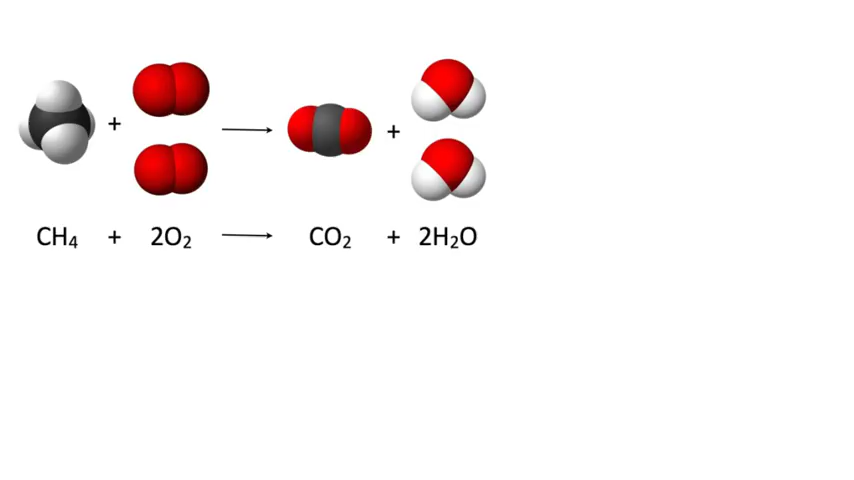 + ⟶ +
CH₄ + 2O₂ ⟶ CO₂ + 2H₂O